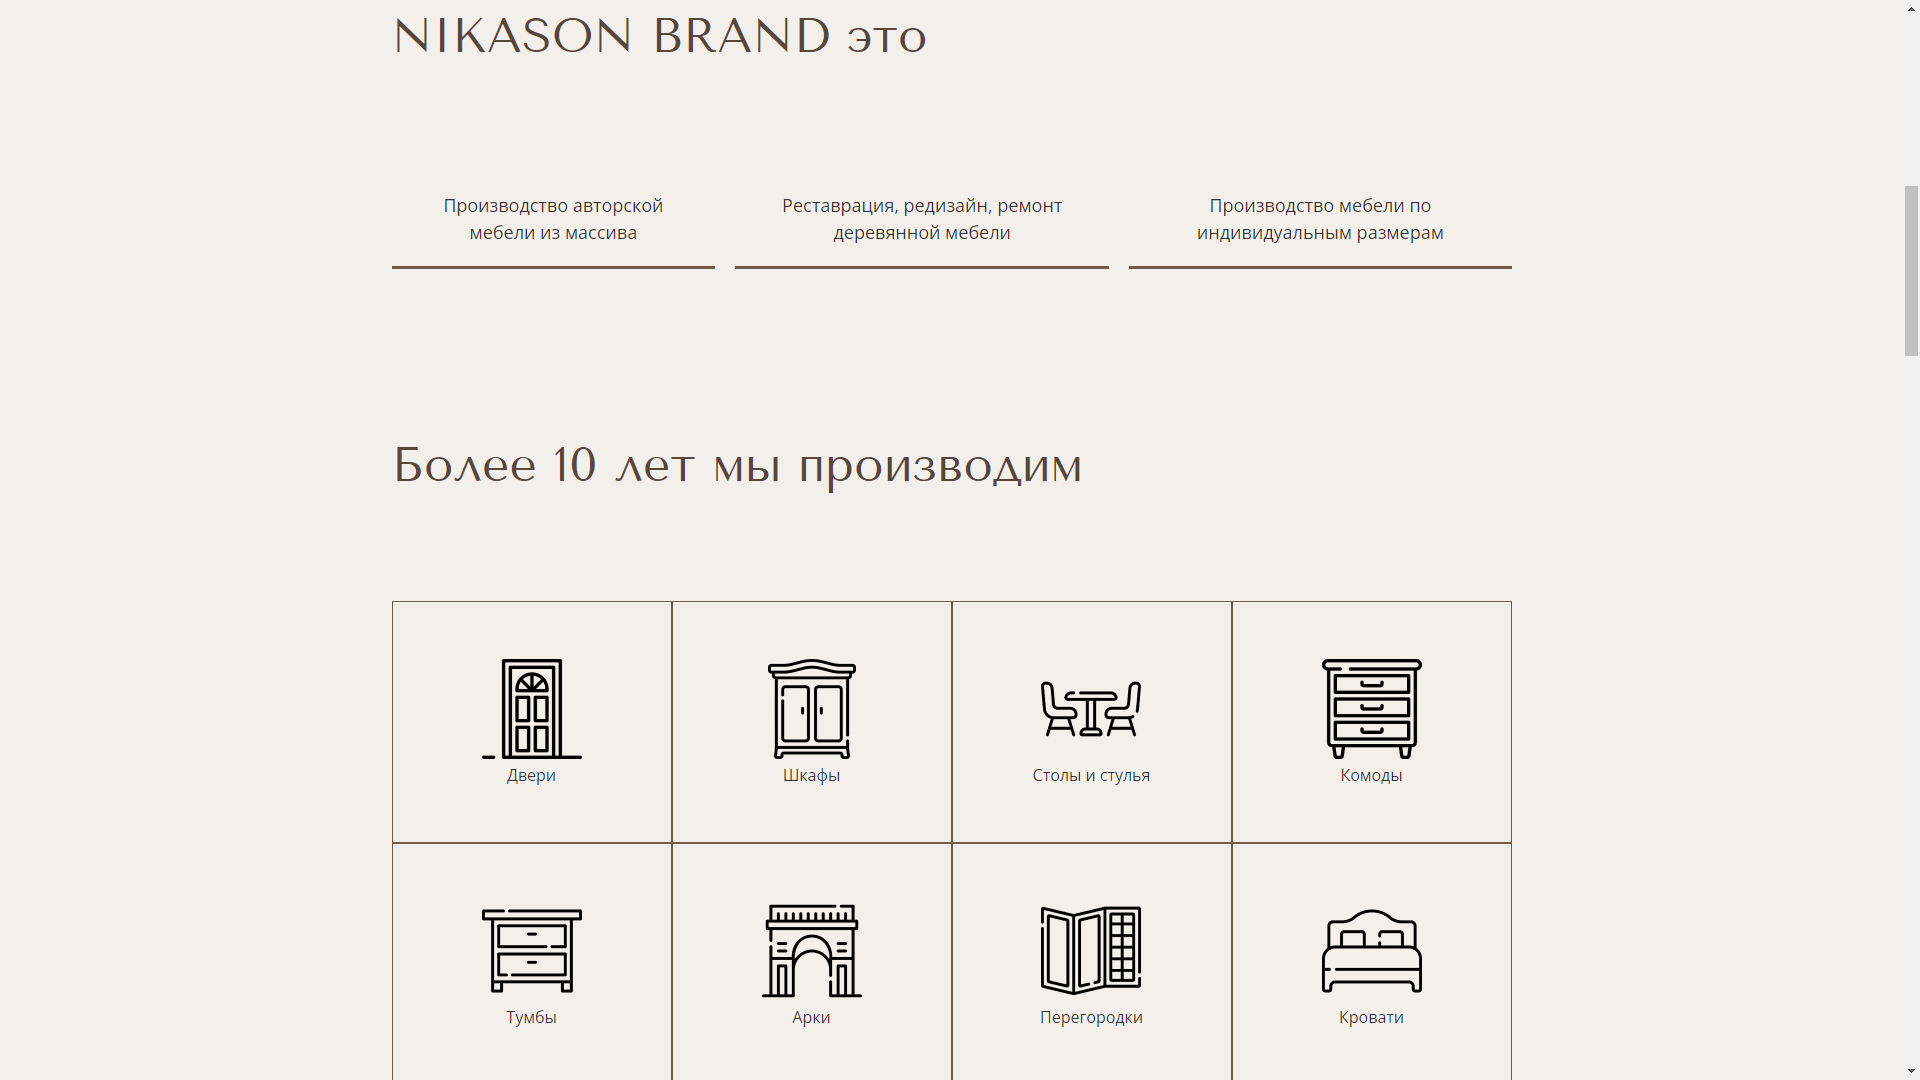 NIKASON BRAND это
Производство авторской
мебели из массива
Реставрация, редизайн, ремонт
деревянной мебели
Производство мебели по
индивидуальным размерам
Более 10 лет мы производим
Двери
Шкафы
Столы и стулья
Комоды
Тумбы
Арки
Перегородки
Кровати